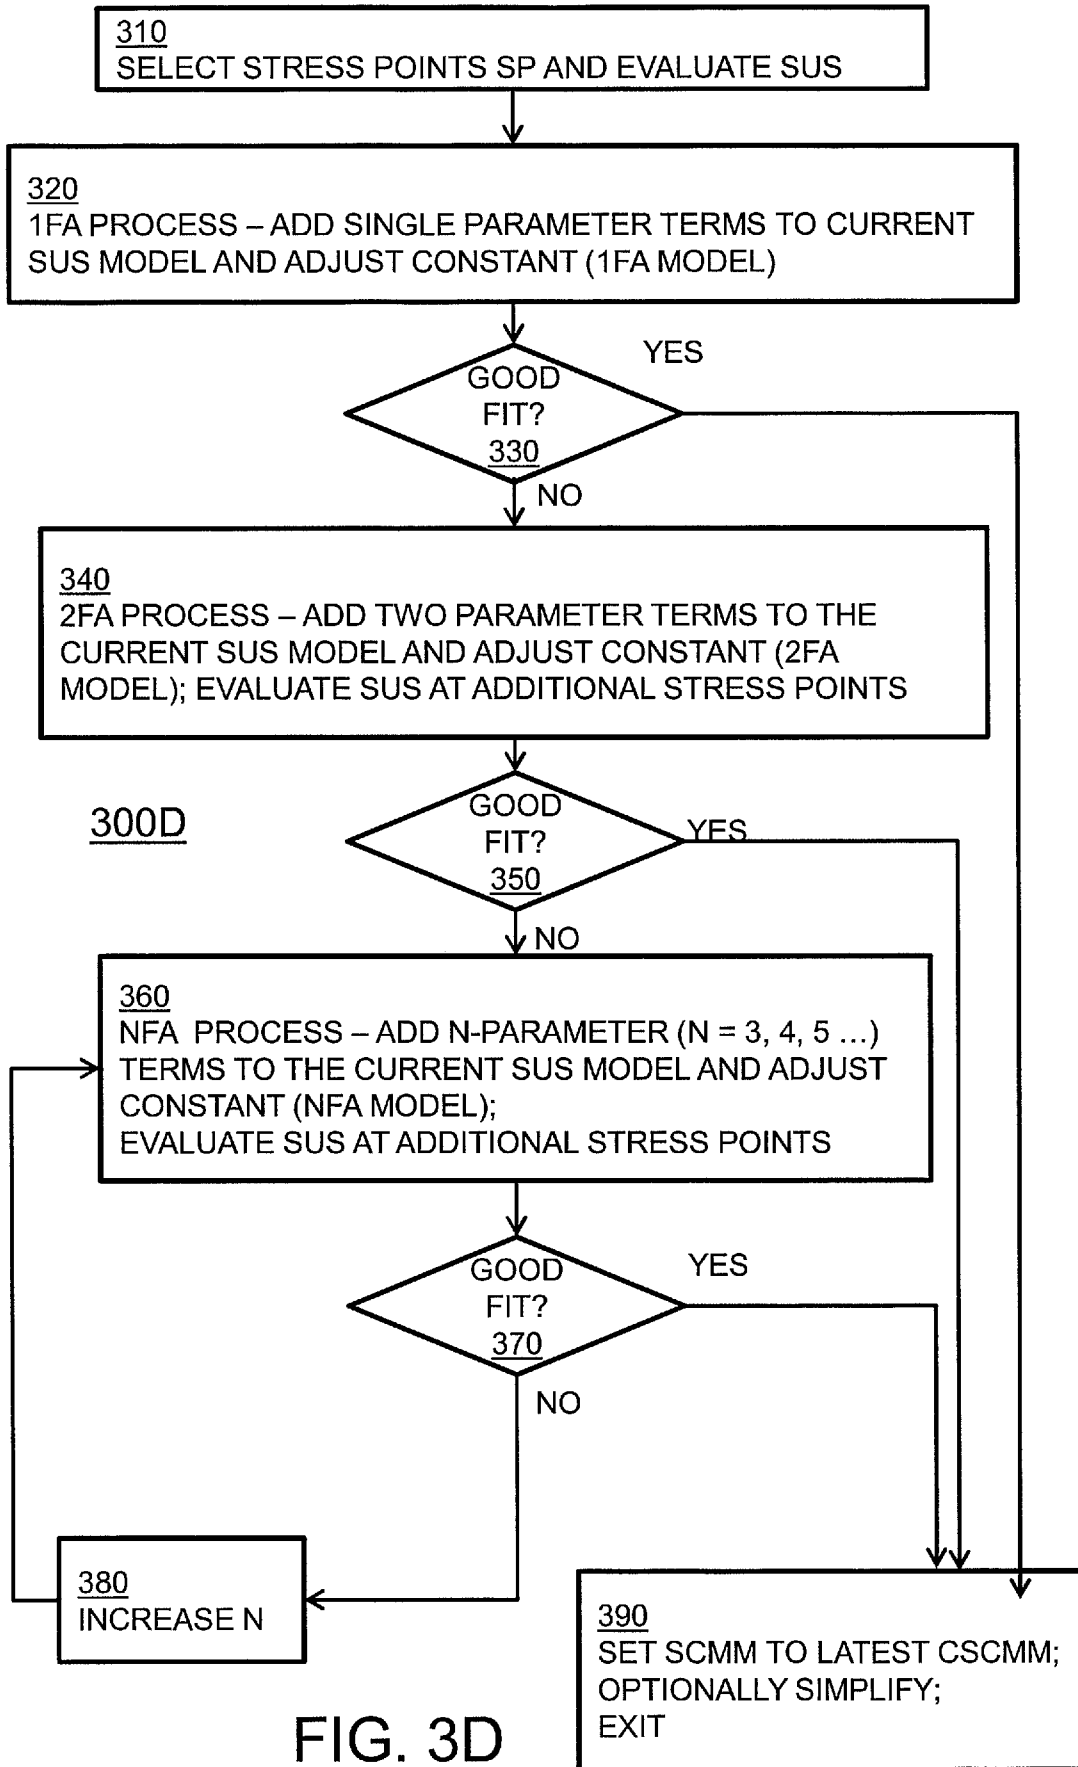 310
SELECT STRESS POINTS SP AND EVALUATE SUS
320
1FA PROCESS – ADD SINGLE PARAMETER TERMS TO CURRENT
SUS MODEL AND ADJUST CONSTANT (1FA MODEL)
YES
GOOD
FIT?
330
NO
340
2FA PROCESS – ADD TWO PARAMETER TERMS TO THE
CURRENT SUS MODEL AND ADJUST CONSTANT (2FA
MODEL); EVALUATE SUS AT ADDITIONAL STRESS POINTS
300D
GOOD
FIT?
350
YES
NO
360
NFA PROCESS – ADD N-PARAMETER (N = 3, 4, 5 ...)
TERMS TO THE CURRENT SUS MODEL AND ADJUST
CONSTANT (NFA MODEL);
EVALUATE SUS AT ADDITIONAL STRESS POINTS
GOOD
FIT?
370
YES
NO
380
INCREASE N
390
SET SCMM TO LATEST CSCMM;
OPTIONALLY SIMPLIFY;
EXIT
FIG. 3D